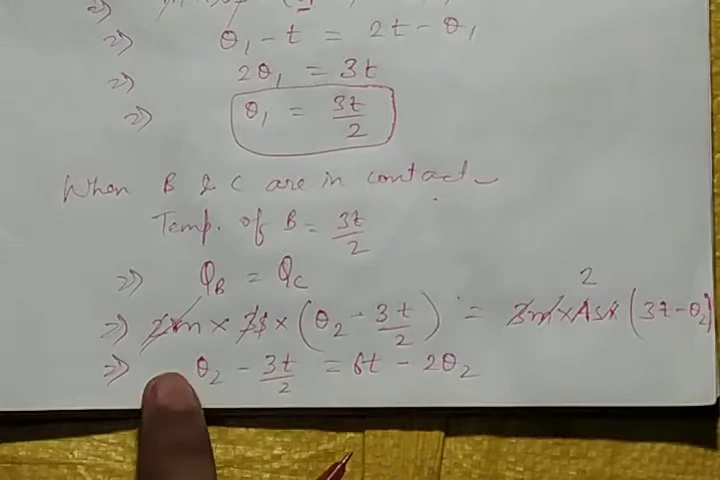 ⇒ θ₁ - t = 2t - θ₁
⇒ 2θ₁ = 3t
⇒ θ₁ = 3t/2
When B & C are in contact
Temp. of B = 3t/2
⇒ Q_B = Q_C
2
⇒ 2m × 3s × (θ₂ - 3t/2) = 3m × 4s × (3t - θ₂)
⇒ θ₂ - 3t/2 = 6t - 2θ₂